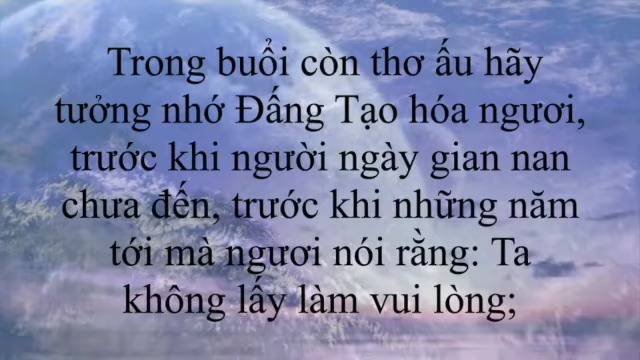 Trong buổi còn thơ ấu hãy
tưởng nhớ Đấng Tạo hóa ngươi,
trước khi người ngày gian nan
chưa đến, trước khi những năm
tới mà ngươi nói rằng: Ta
không lấy làm vui lòng;